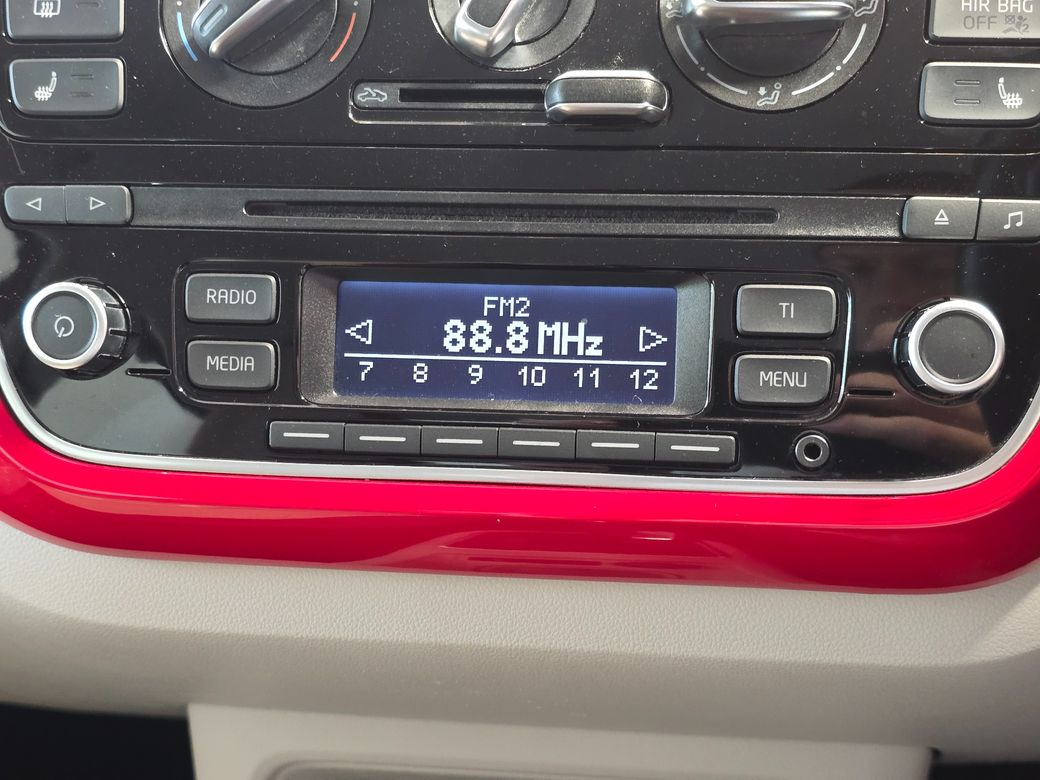 AIR BAG
OFF
RADIO
FM2
TI
88.8 MHz
MEDIA
7 8 9 10 11 12
MENU